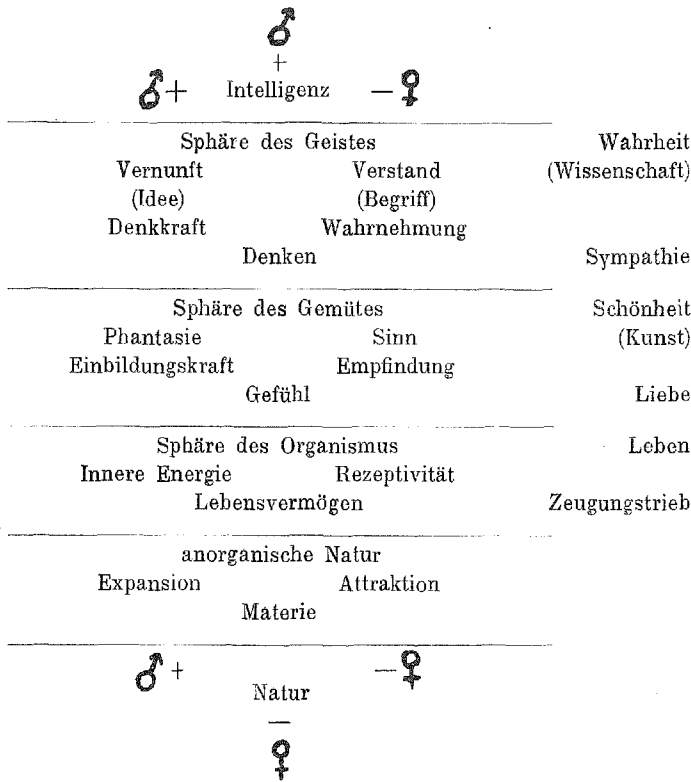 ♂
+
♂+ Intelligenz −♀
Sphäre des Geistes Wahrheit
Vernunft Verstand (Wissenschaft)
(Idee) (Begriff)
Denkkraft Wahrnehmung
Denken Sympathie
Sphäre des Gemütes Schönheit
Phantasie Sinn (Kunst)
Einbildungskraft Empfindung
Gefühl Liebe
Sphäre des Organismus Leben
Innere Energie Rezeptivität
Lebensvermögen Zeugungstrieb
anorganische Natur
Expansion Attraktion
Materie
♂+ −♀
Natur
−
♀